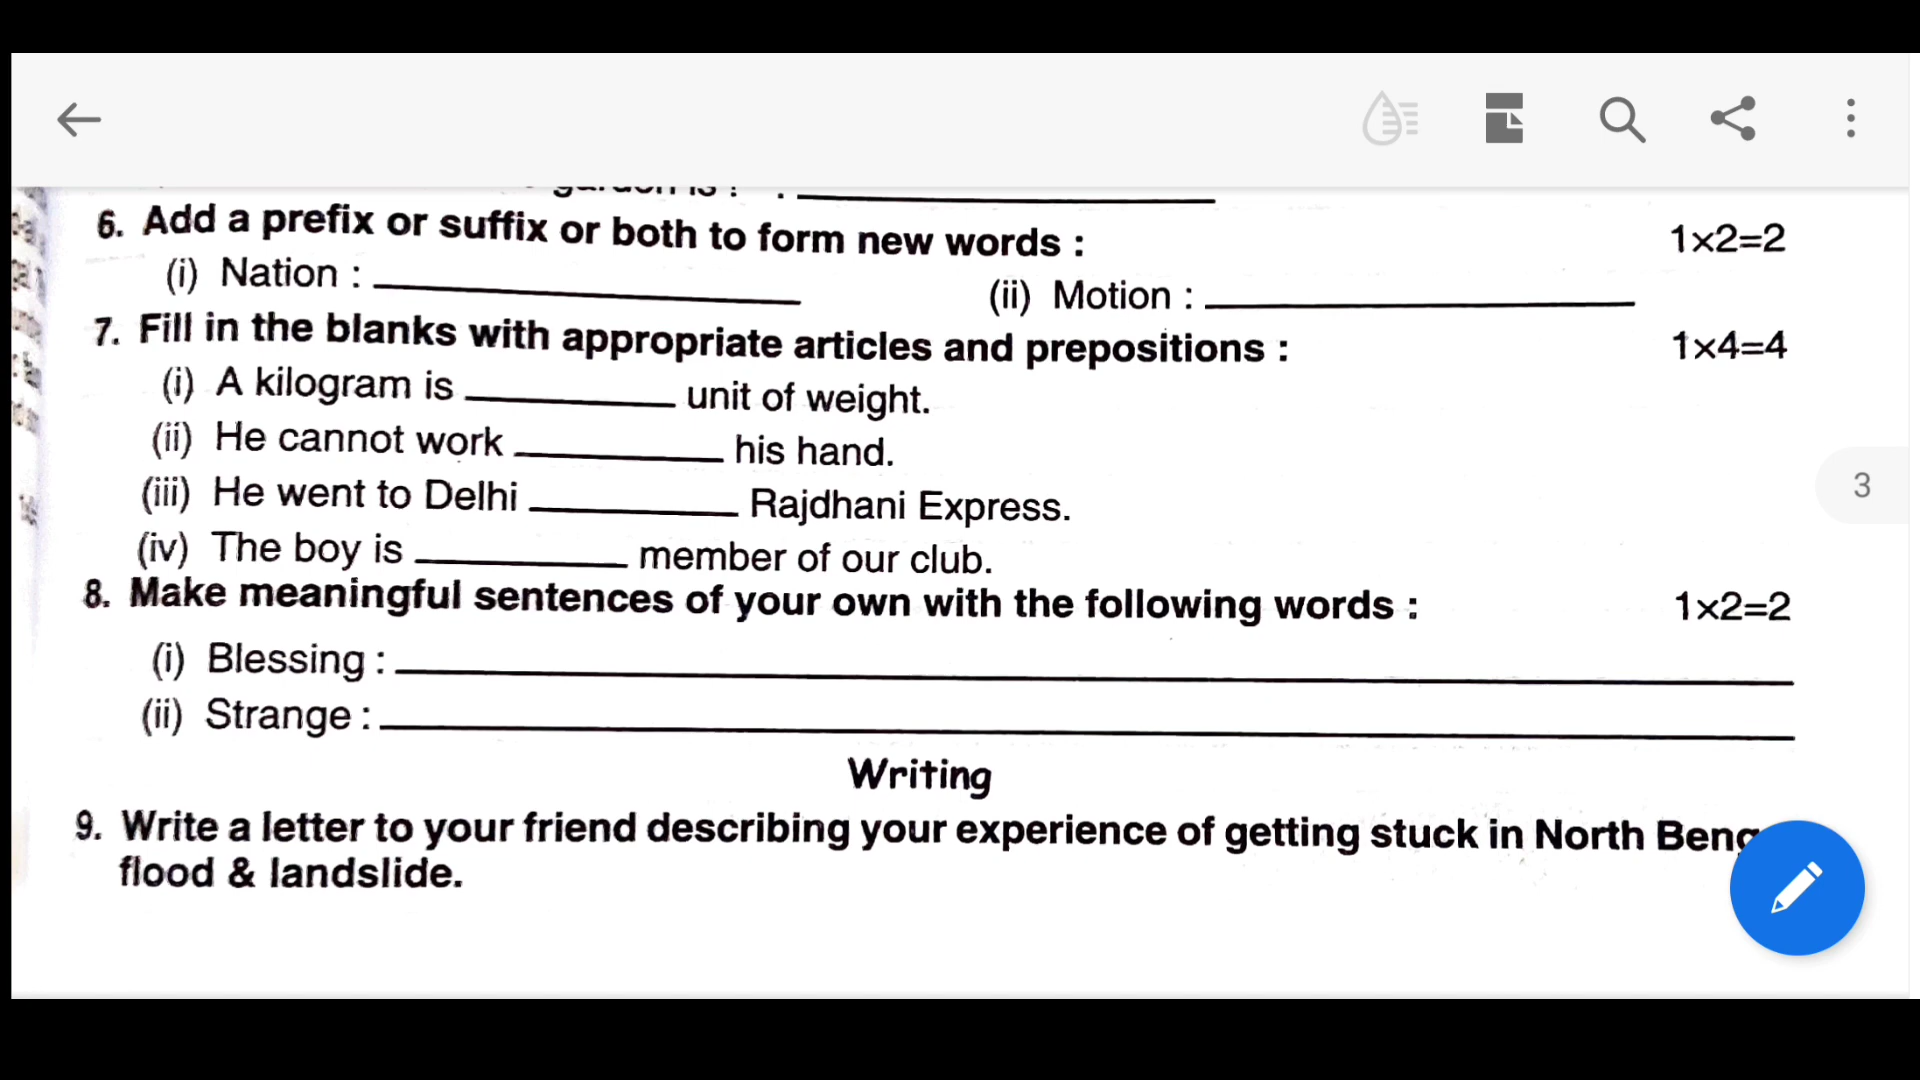 6. Add a prefix or suffix or both to form new words : 1×2=2
(i) Nation : (ii) Motion :
7. Fill in the blanks with appropriate articles and prepositions : 1×4=4
(i) A kilogram is ____ unit of weight.
(ii) He cannot work ____ his hand.
(iii) He went to Delhi ____ Rajdhani Express.
(iv) The boy is ____ member of our club.
8. Make meaningful sentences of your own with the following words : 1×2=2
(i) Blessing :
(ii) Strange :
Writing
9. Write a letter to your friend describing your experience of getting stuck in North
flood & landslide.
3